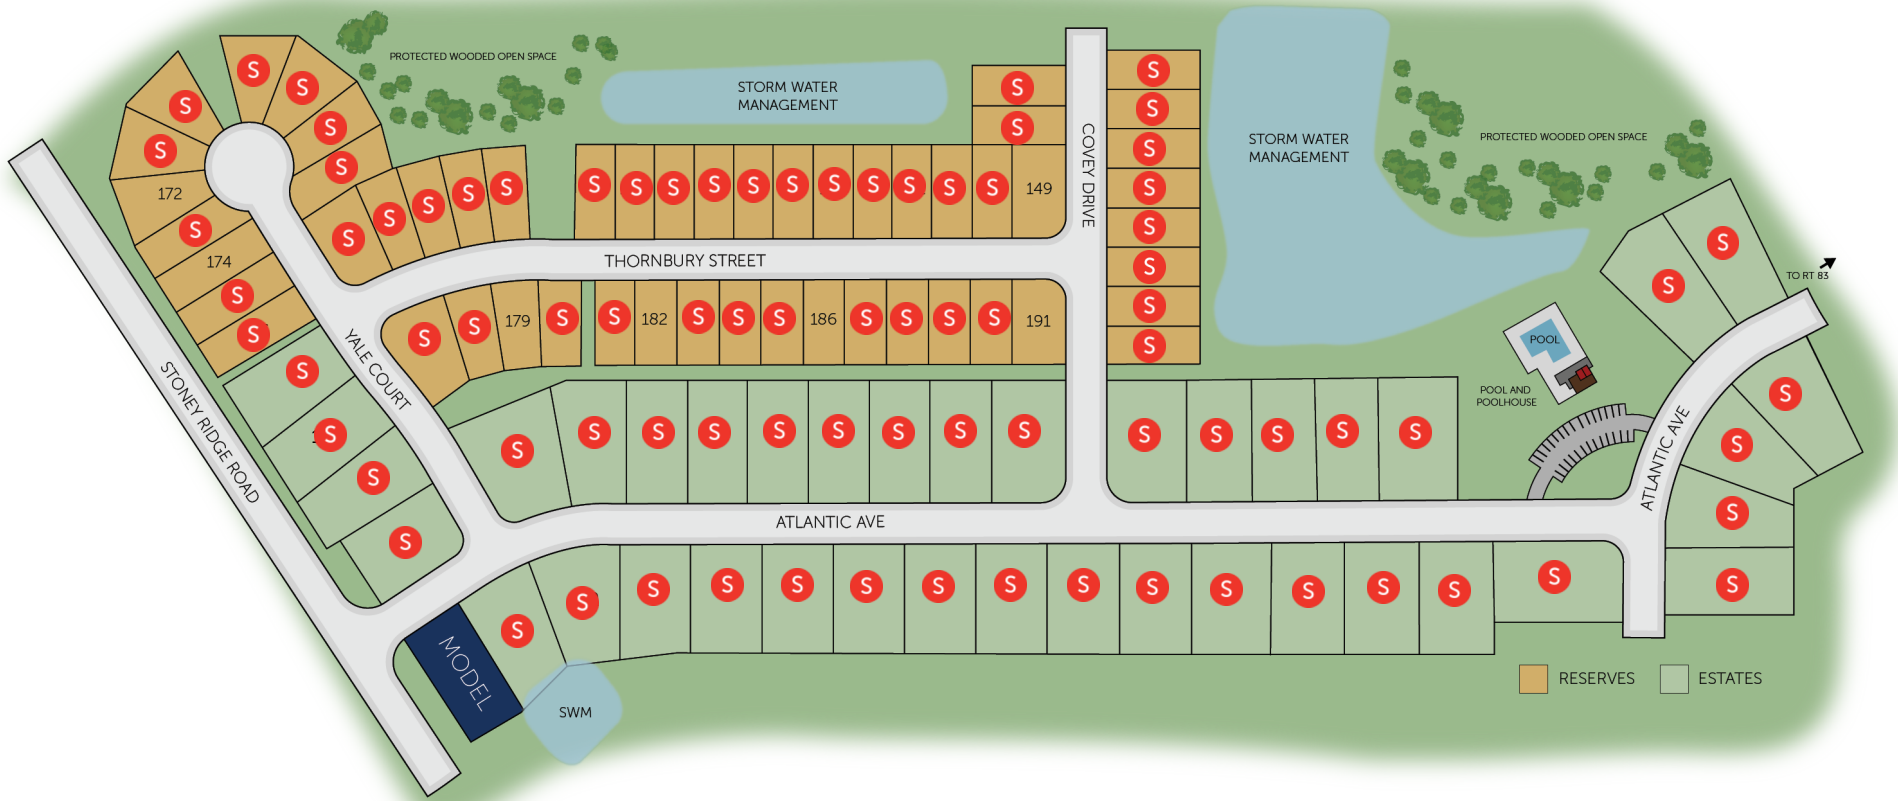 PROTECTED WOODED OPEN SPACE
STORM WATER
MANAGEMENT
S
S
S
S
S
S
172
S
174
S
S
S S S S S
S S S S S S S S S S S 149
S
S
COVEY DRIVE
S
S
S
S
S
S
S
S
STORM WATER
MANAGEMENT
PROTECTED WOODED OPEN SPACE
THORNBURY STREET
S S 179 S S 182 S S S 186 S S S S 191
YALE COURT
STONEY RIDGE ROAD
S
S
S
S
S S S S S S S S S
S S S S S
TO RT 83
S
S
POOL
POOL AND
POOLHOUSE
S
S
S
S
ATLANTIC AVE
ATLANTIC AVE
S S S S S S S S S S S S S S S
MODEL
SWM
RESERVES
ESTATES